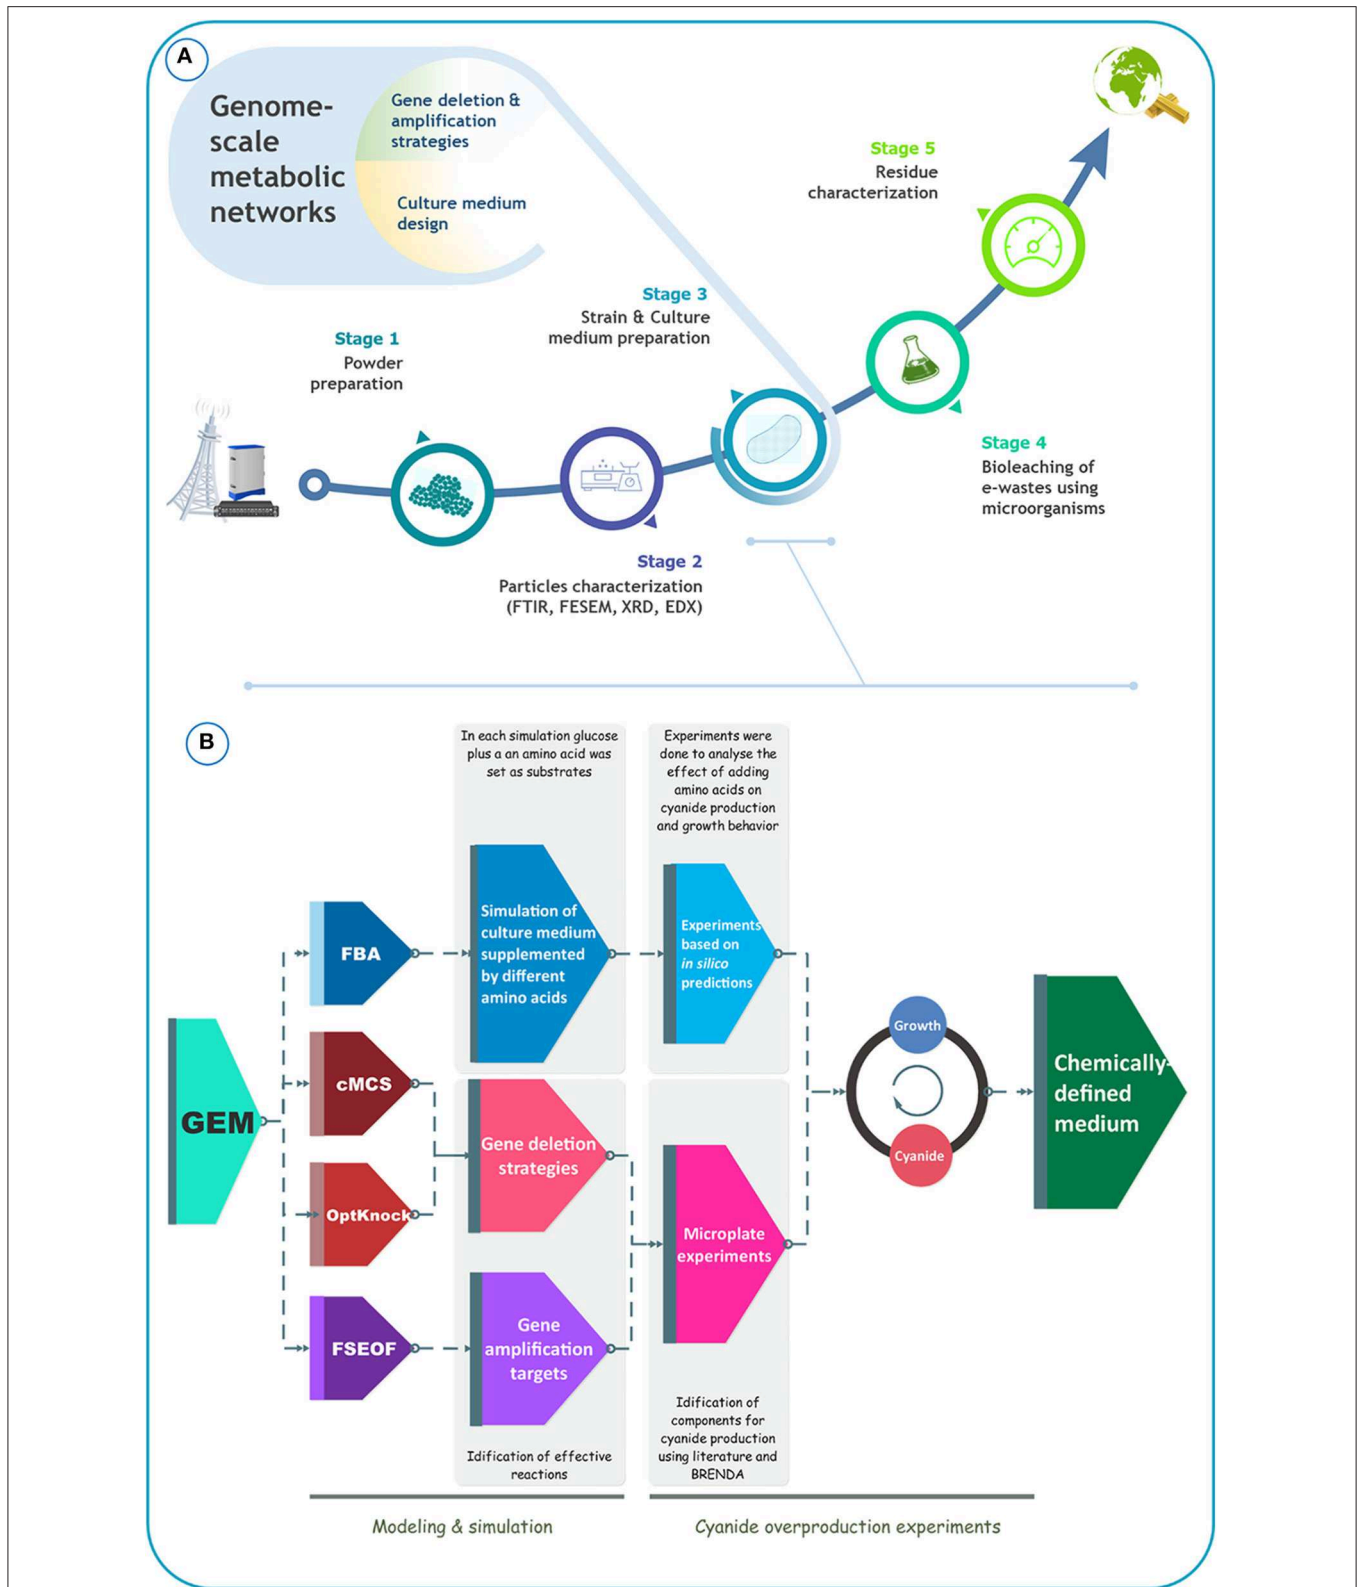 A
Genome-
scale
metabolic
networks
Gene deletion &
amplification
strategies
Culture medium
design
Stage 5
Residue
characterization
Stage 3
Strain & Culture
medium preparation
Stage 1
Powder
preparation
Stage 4
Bioleaching of
e-wastes using
microorganisms
Stage 2
Particles characterization
(FTIR, FESEM, XRD, EDX)
B
In each simulation glucose
plus a an amino acid was
set as substrates
Experiments were
done to analyse the
effect of adding
amino acids on
cyanide production
and growth behavior
GEM
FBA
cMCS
OptKnock
FSEOF
Simulation of
culture medium
supplemented
by different
amino acids
Experiments
based on
in silico
predictions
Gene deletion
strategies
Gene
amplification
targets
Microplate
experiments
Growth
Cyanide
Chemically-
defined
medium
Idification of effective
reactions
Idification of
components for
cyanide production
using literature and
BRENDA
Modeling & simulation
Cyanide overproduction experiments